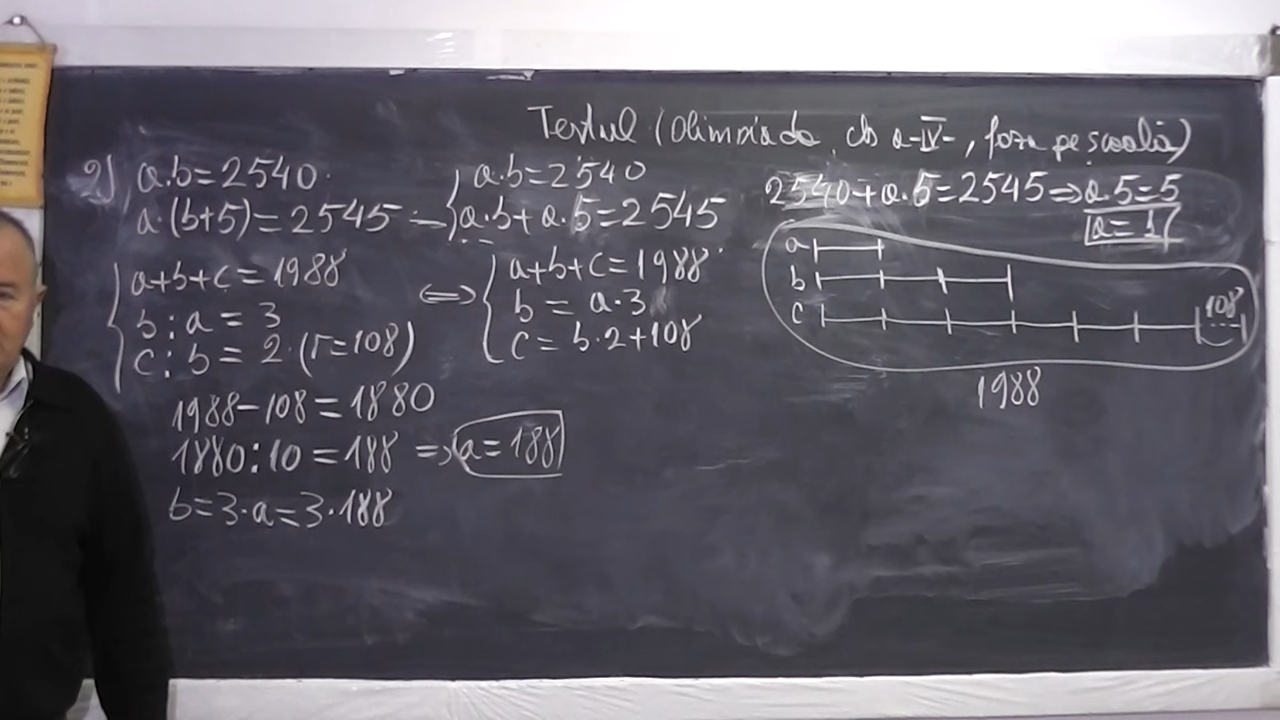 Testul (Olimpiada, cls a-IV-, faza pe școală)
2) a·b=2540
a·(b+5)=2545
a·b=2540
a·b+a·5=2545
2540+a·5=2545⇒a·5=5
a=1
a+b+c=1988
b:a=3
c:b=2 (r=108)
⇔
a+b+c=1988
b=a·3
c=b·2+108
a
b
c
108
1988
1988-108=1880
1880:10=188 ⇒ a=188
b=3·a=3·188